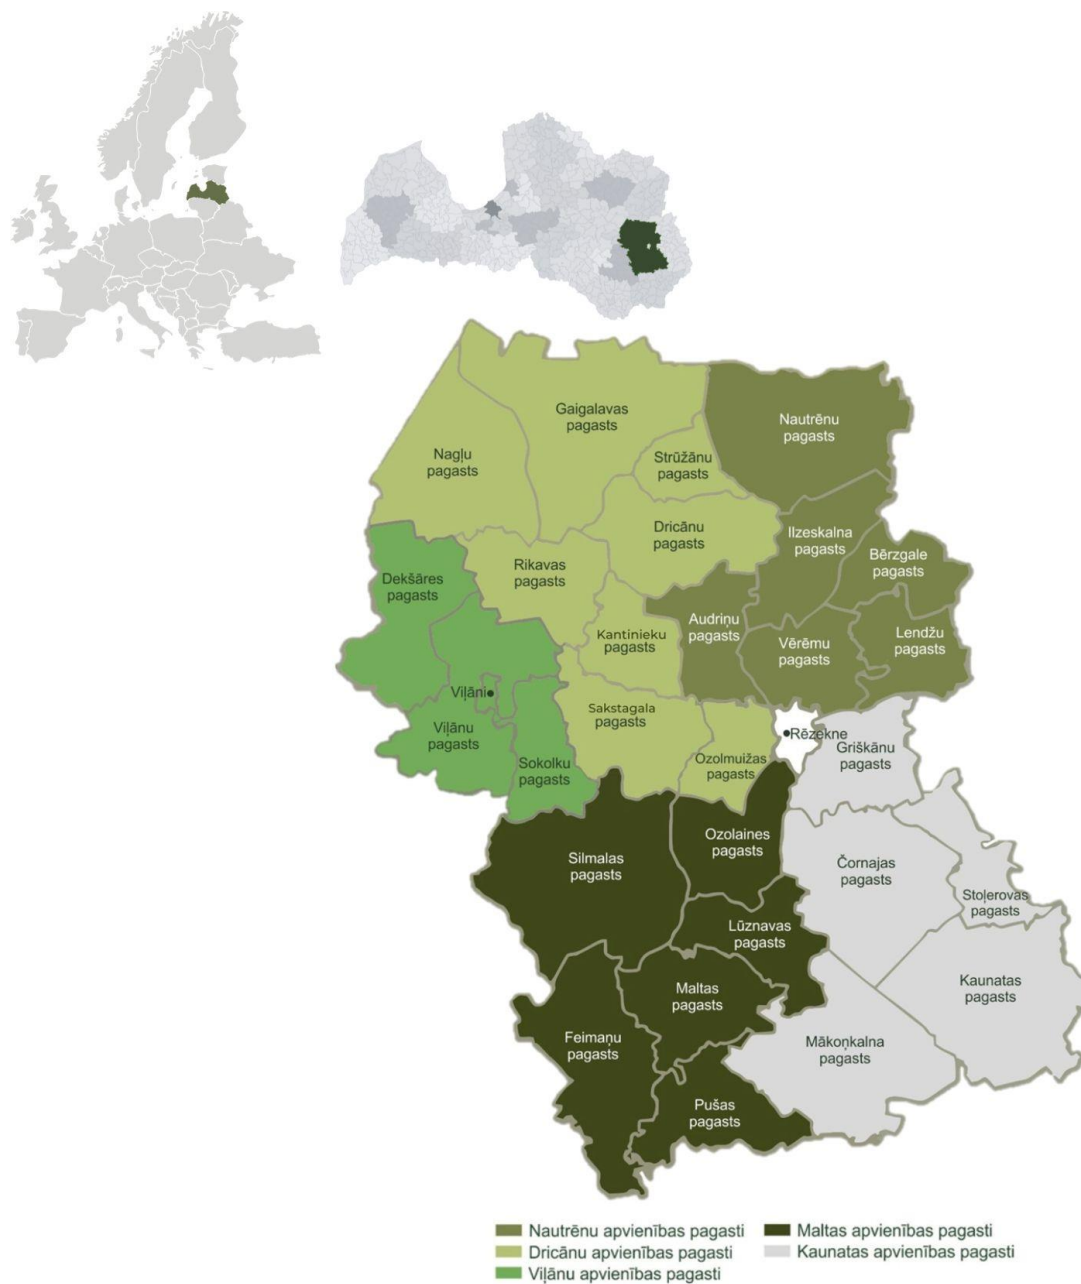 Gaigalavas
pagasts
Nautrēnu
pagasts
Nagļu
pagasts
Strūžānu
pagasts
Dricānu
pagasts
Ilzeskalna
pagasts
Bērzgale
pagasts
Rikavas
pagasts
Dekšāres
pagasts
Audriņu
pagasts
Kantinieku
pagasts
Vērēmu
pagasts
Lendžu
pagasts
Viļāni
Sakstagala
pagasts
Viļānu
pagasts
Rēzekne
Griškānu
pagasts
Sokolku
pagasts
Ozolmuižas
pagasts
Ozolaines
pagasts
Silmalas
pagasts
Čornajas
pagasts
Stoļerovas
pagasts
Lūznavas
pagasts
Kaunatas
pagasts
Maltas
pagasts
Feimaņu
pagasts
Mākoņkalna
pagasts
Pušas
pagasts
Nautrēnu apvienības pagasti
Dricānu apvienības pagasti
Viļānu apvienības pagasti
Maltas apvienības pagasti
Kaunatas apvienības pagasti